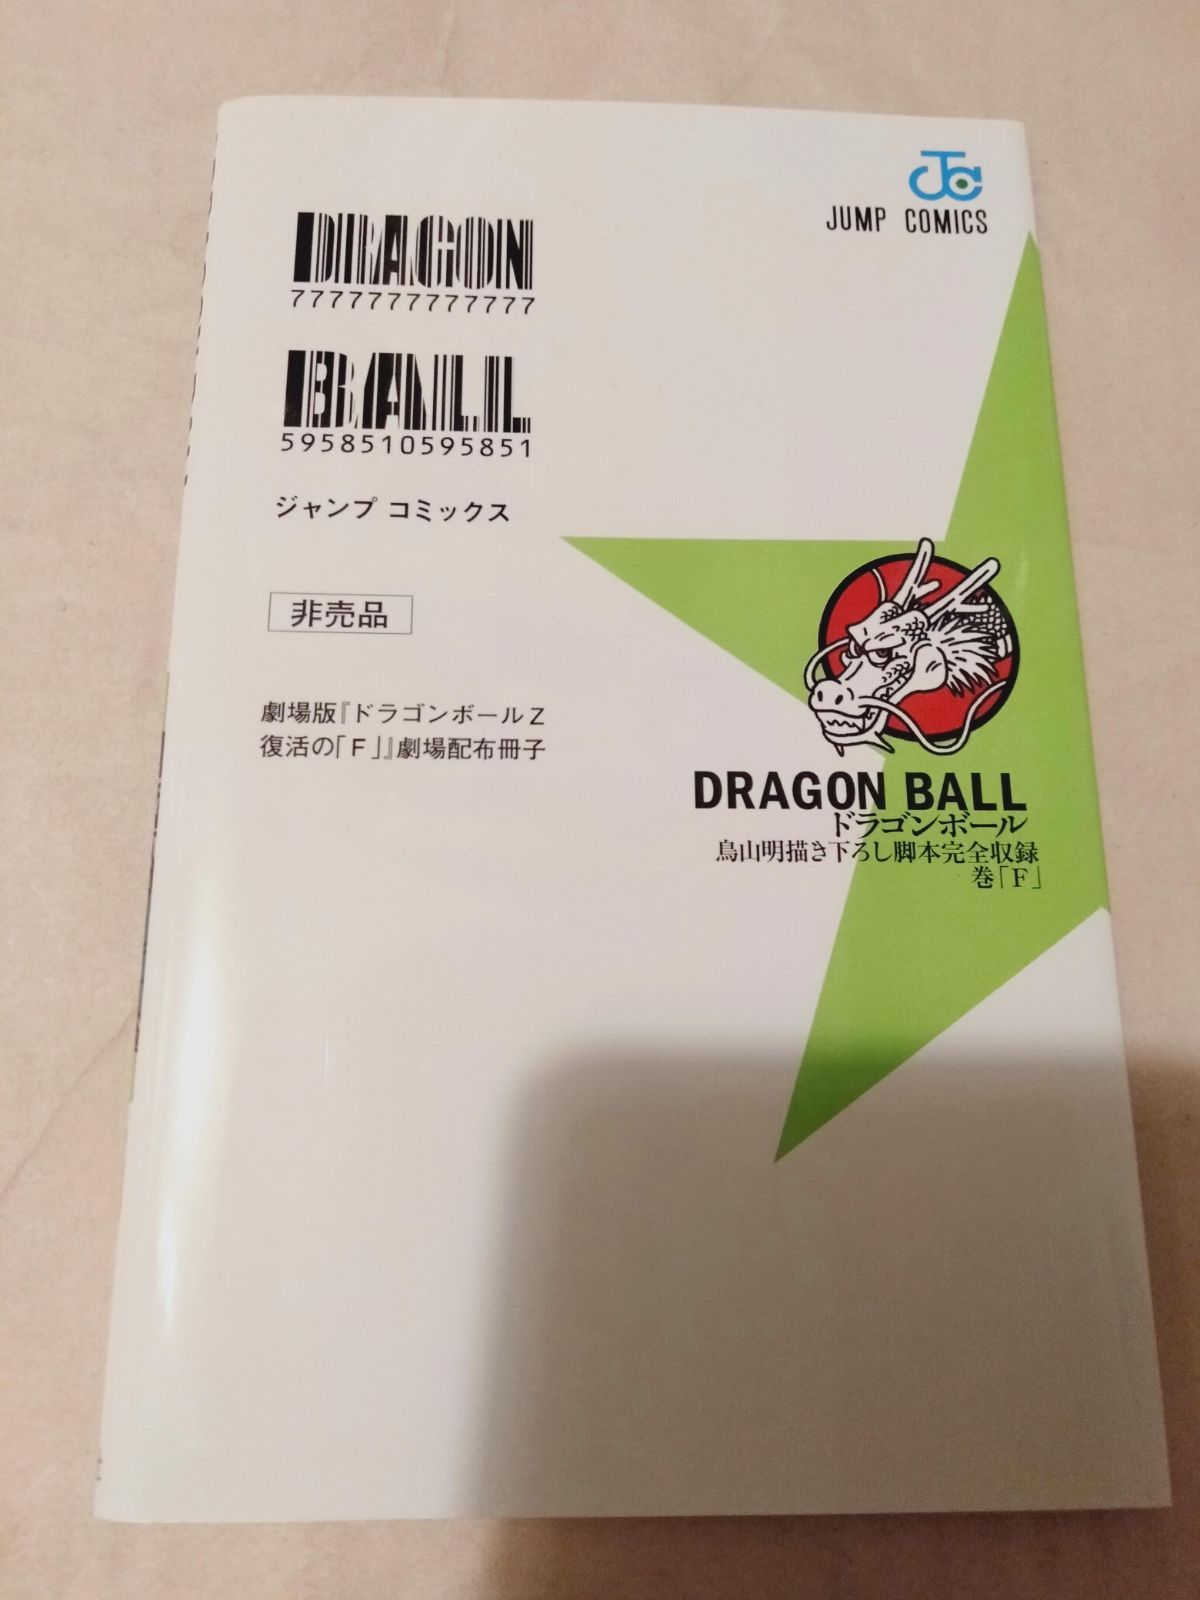 JC
JUMP COMICS
DRAGON
7777777777777
BALL
5958510595851
ジャンプ コミックス
非売品
劇場版『ドラゴンボールZ
復活の「F」』劇場配布冊子
DRAGON BALL
ドラゴンボール
鳥山明描き下ろし脚本完全収録
巻「F」